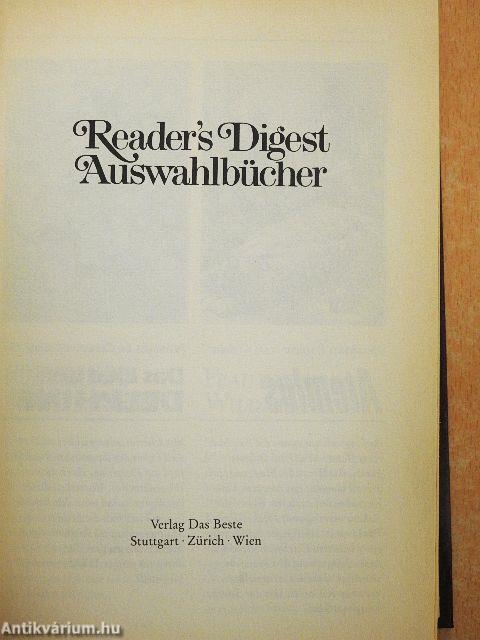 Reader's Digest
Auswahlbücher
Verlag Das Beste
Stuttgart · Zürich · Wien
Antikvárium.hu